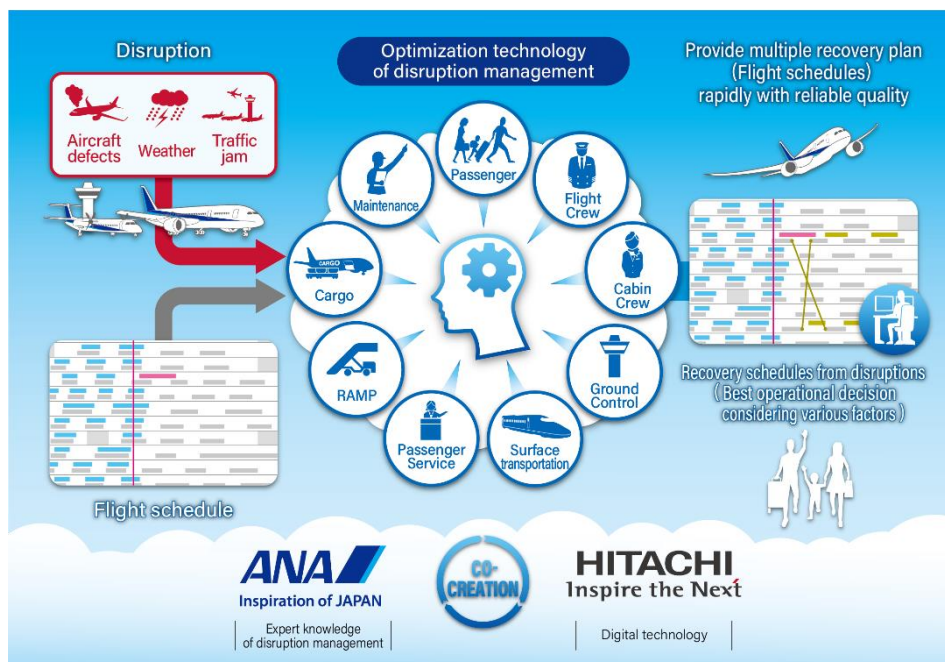 Disruption
Aircraft
defects
Weather
Traffic
jam
Optimization technology
of disruption management
Provide multiple recovery plan
(Flight schedules)
rapidly with reliable quality
Passenger
Maintenance
Flight
Crew
CARGO
Cargo
Cabin
Crew
RAMP
Ground
Control
Passenger
Service
Surface
transportation
Flight schedule
Recovery schedules from disruptions
( Best operational decision
considering various factors )
ANA
Inspiration of JAPAN
Expert knowledge
of disruption management
CO-
CREATION
HITACHI
Inspire the Next
Digital technology